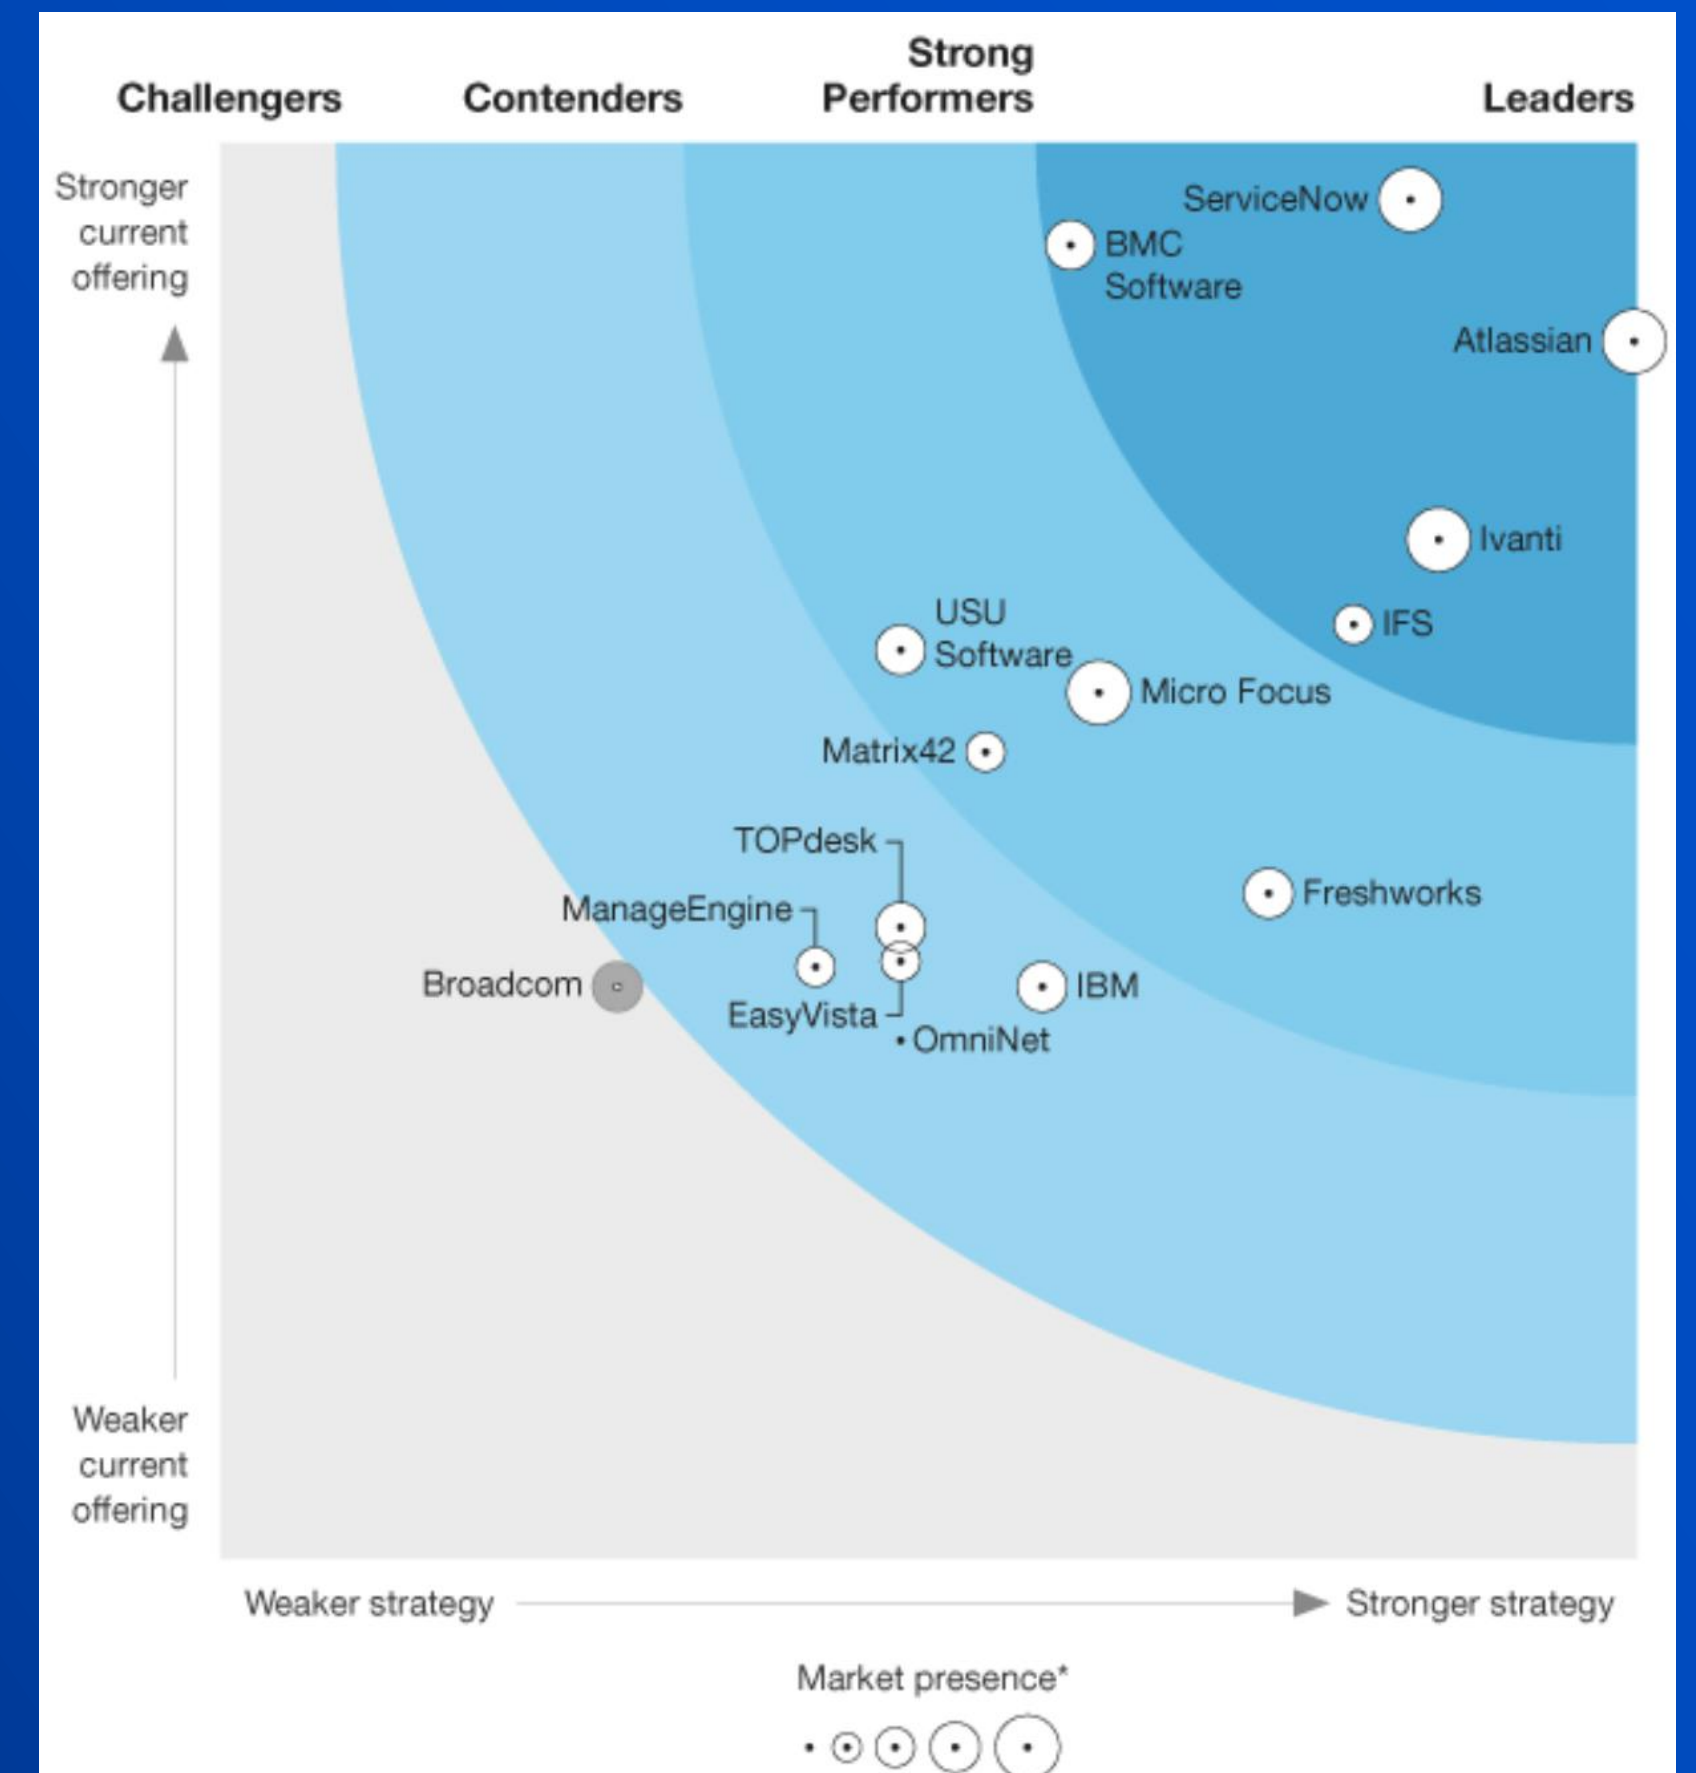 Strong
Challengers Contenders Performers Leaders
Stronger
current
offering
ServiceNow
BMC
Software
Atlassian
Ivanti
IFS
USU
Software
Micro Focus
Matrix42
TOPdesk
Freshworks
ManageEngine
Broadcom
IBM
EasyVista
OmniNet
Weaker
current
offering
Weaker strategy Stronger strategy
Market presence*